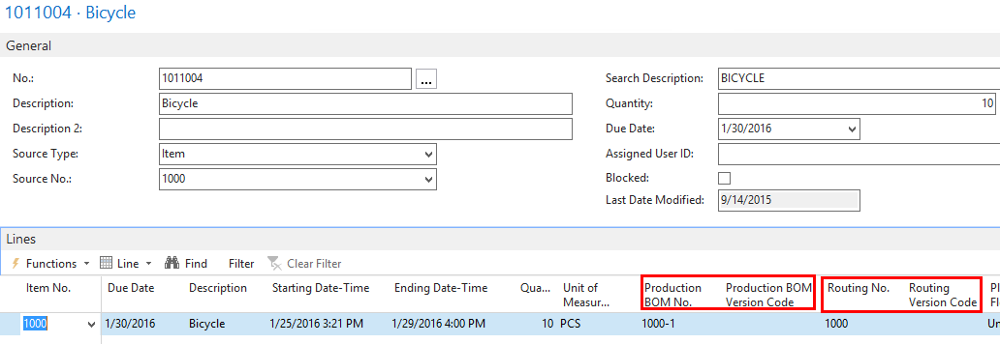 1011004 · Bicycle
General
No.: 1011004 ... Search Description: BICYCLE
Description: Bicycle Quantity: 10
Description 2: Due Date: 1/30/2016
Source Type: Item Assigned User ID:
Source No.: 1000 Blocked:
Last Date Modified: 9/14/2015
Lines
Functions Line Find Filter Clear Filter
Item No. Due Date Description Starting Date-Time Ending Date-Time Qua... Unit of Production Production BOM Routing No. Routing Pl
Measur... BOM No. Version Code Version Code Fl
1000 1/30/2016 Bicycle 1/25/2016 3:21 PM 1/29/2016 4:00 PM 10 PCS 1000-1 1000 Un